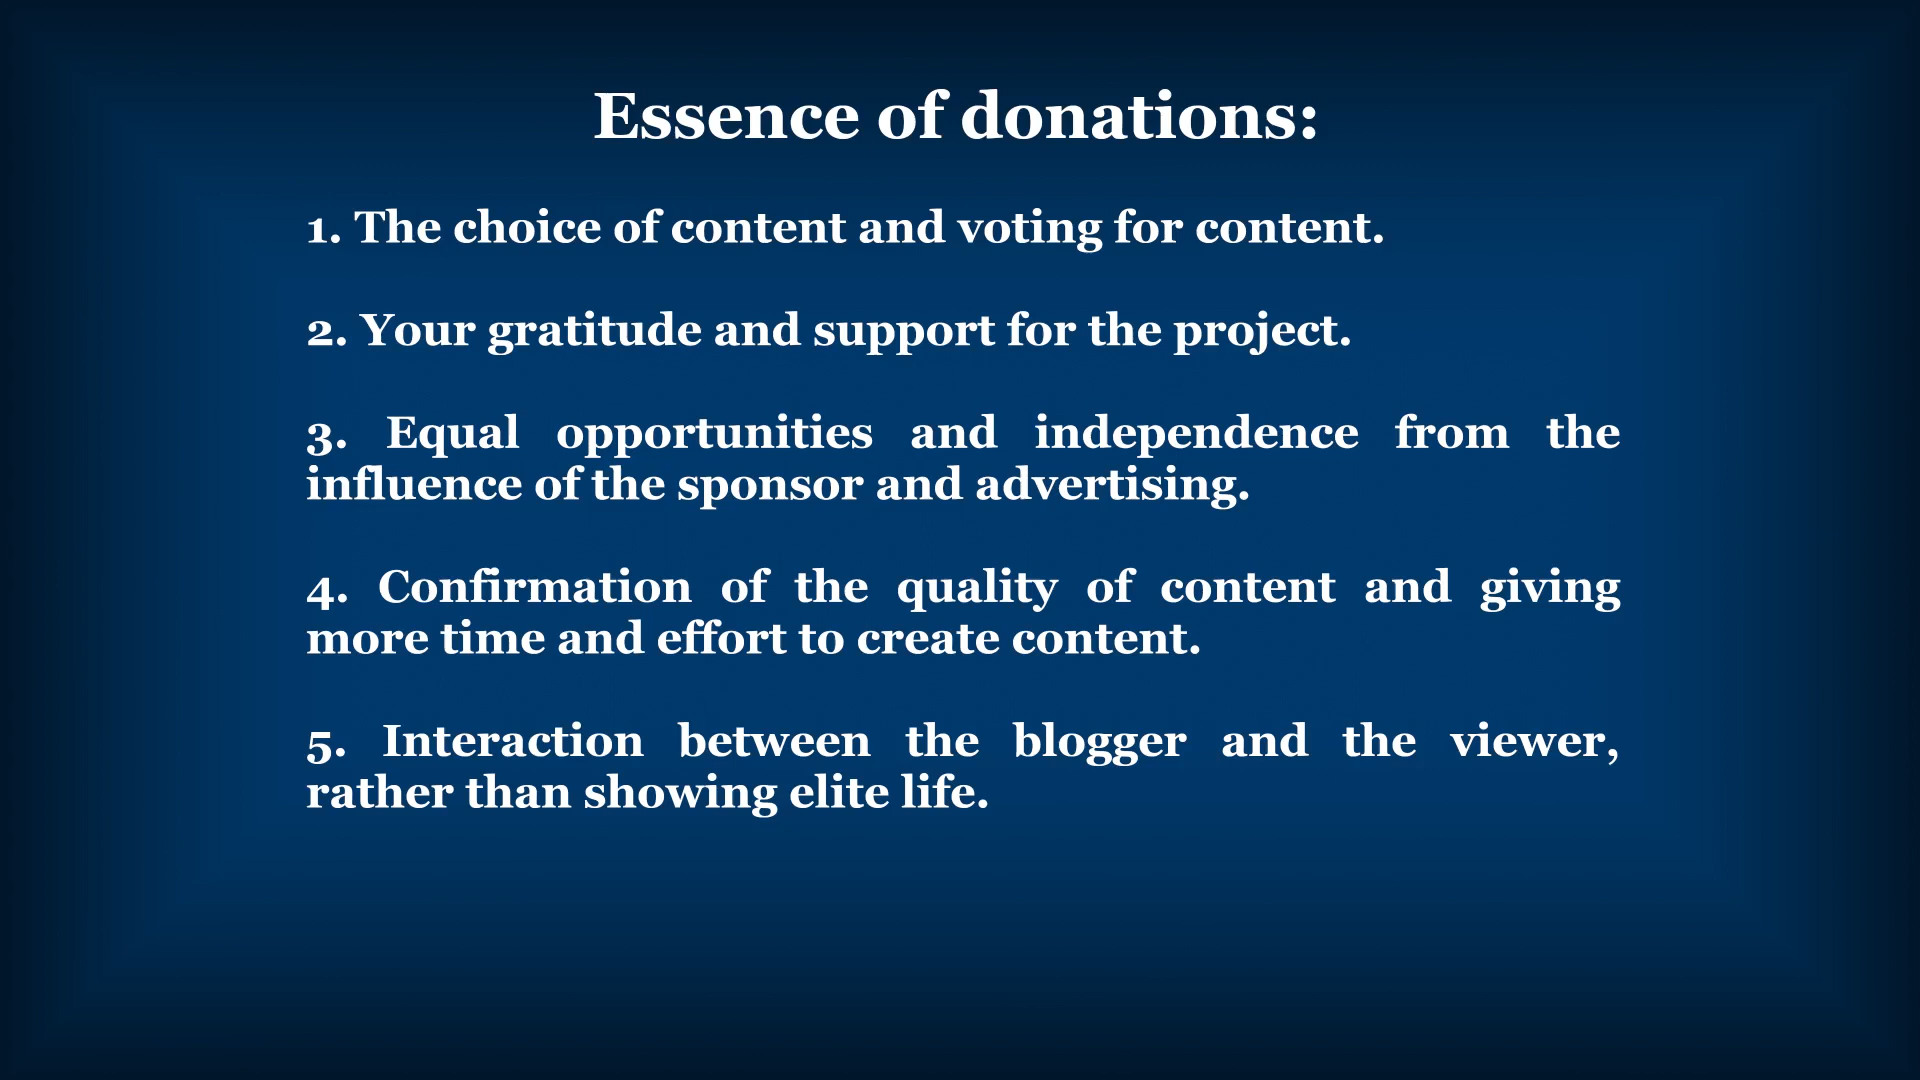 Essence of donations:
1. The choice of content and voting for content.
2. Your gratitude and support for the project.
3. Equal opportunities and independence from the
influence of the sponsor and advertising.
4. Confirmation of the quality of content and giving
more time and effort to create content.
5. Interaction between the blogger and the viewer,
rather than showing elite life.